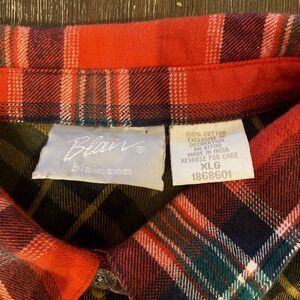 Blair
100% COTTON
EXCLUSIVE OF
DECORATION
MADE IN INDIA
REVERSE FOR CARE
XLG
1868601